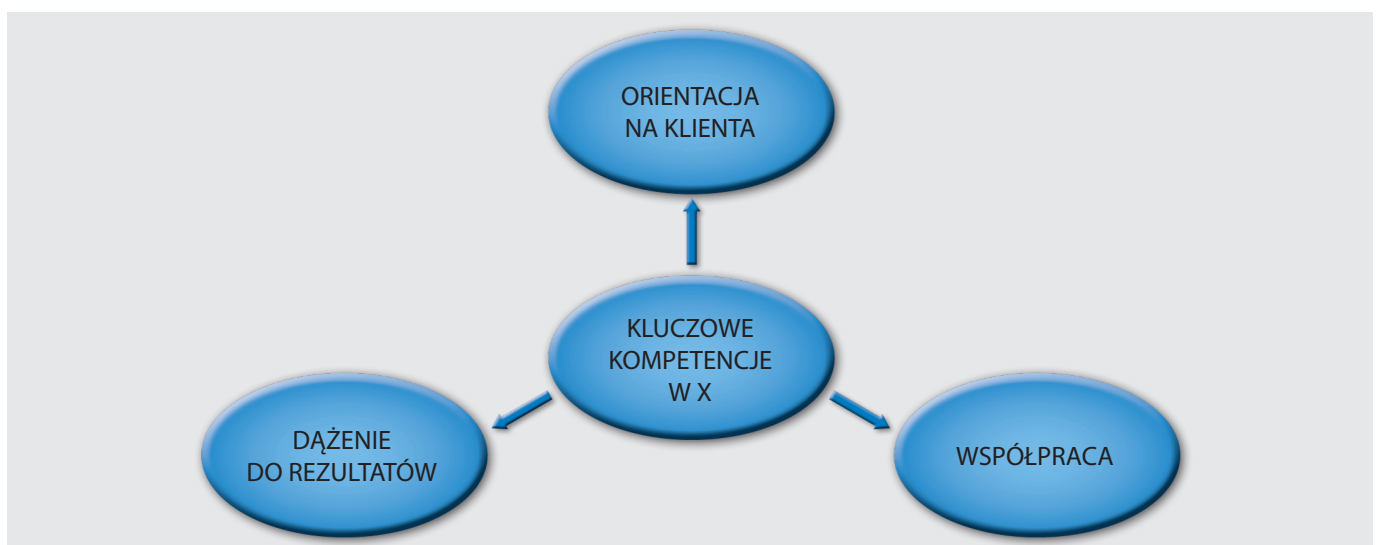 ORIENTACJA
NA KLIENTA
KLUCZOWE
KOMPETENCJE
W X
DĄŻENIE
DO REZULTATÓW
WSPÓŁPRACA